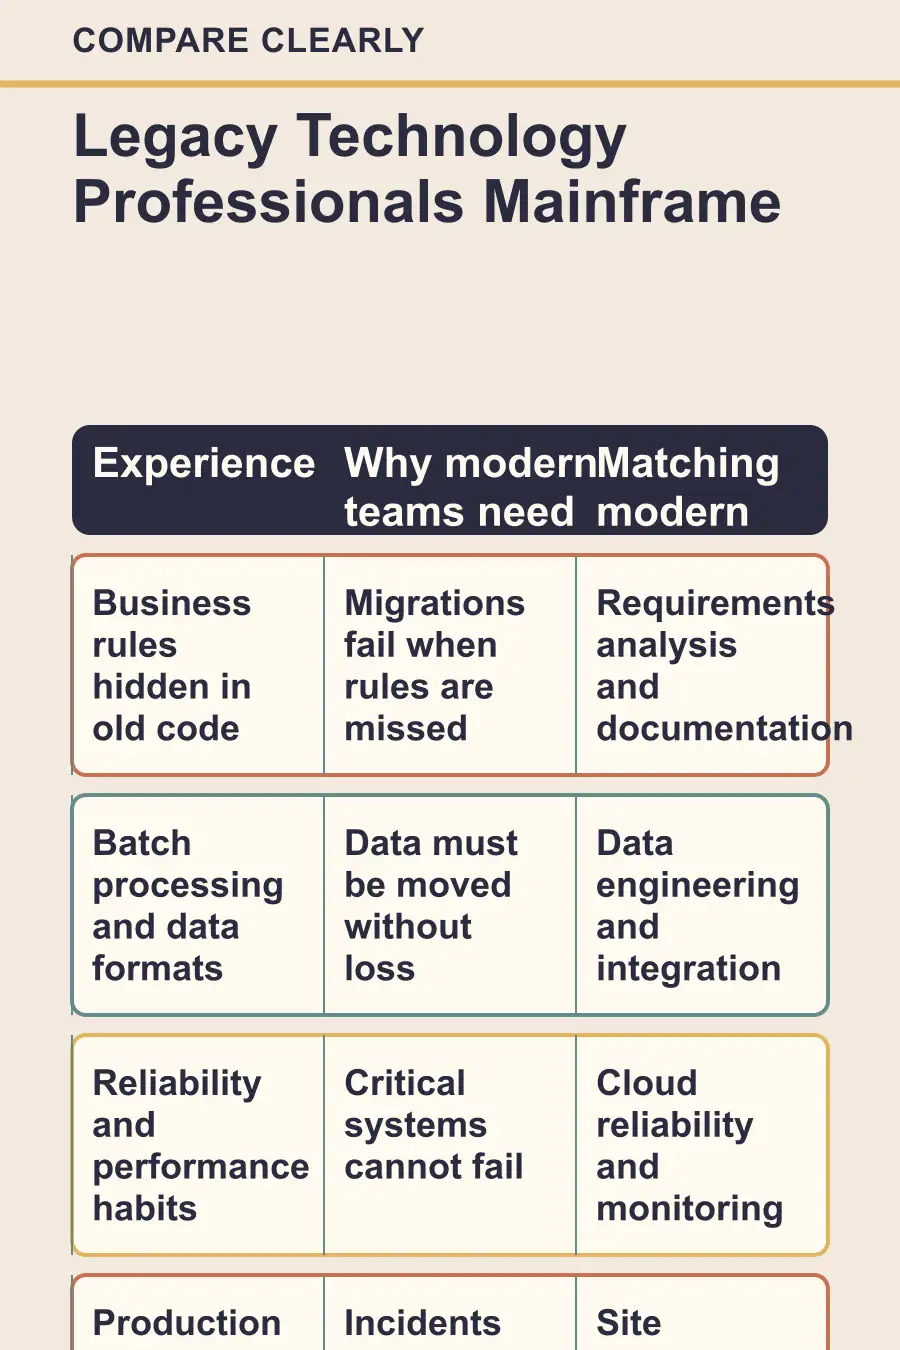 COMPARE CLEARLY
Legacy Technology
Professionals Mainframe
Experience
Why modern
teams need
Matching
modern
Business
rules
hidden in
old code
Migrations
fail when
rules are
missed
Requirements
analysis
and
documentation
Batch
processing
and data
formats
Data must
be moved
without
loss
Data
engineering
and
integration
Reliability
and
performance
habits
Critical
systems
cannot fail
Cloud
reliability
and
monitoring
Production
Incidents
Site